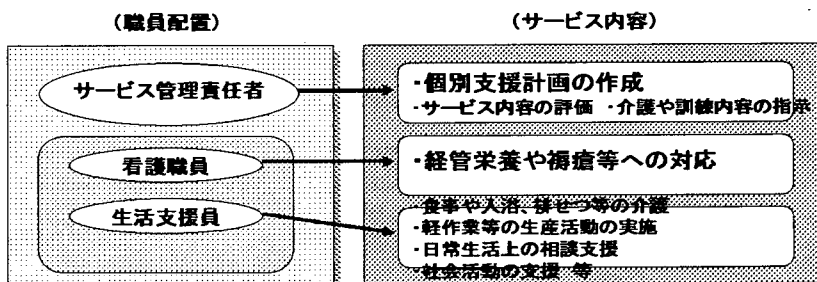 （職員配置）
（サービス内容）
サービス管理責任者
・個別支援計画の作成
・サービス内容の評価 ・介護や訓練内容の指示
看護職員
・経管栄養や褥瘡等への対応
生活支援員
・食事や入浴、排せつ等の介護
・軽作業等の生産活動の実施
・日常生活上の相談支援
・社会活動の支援 等